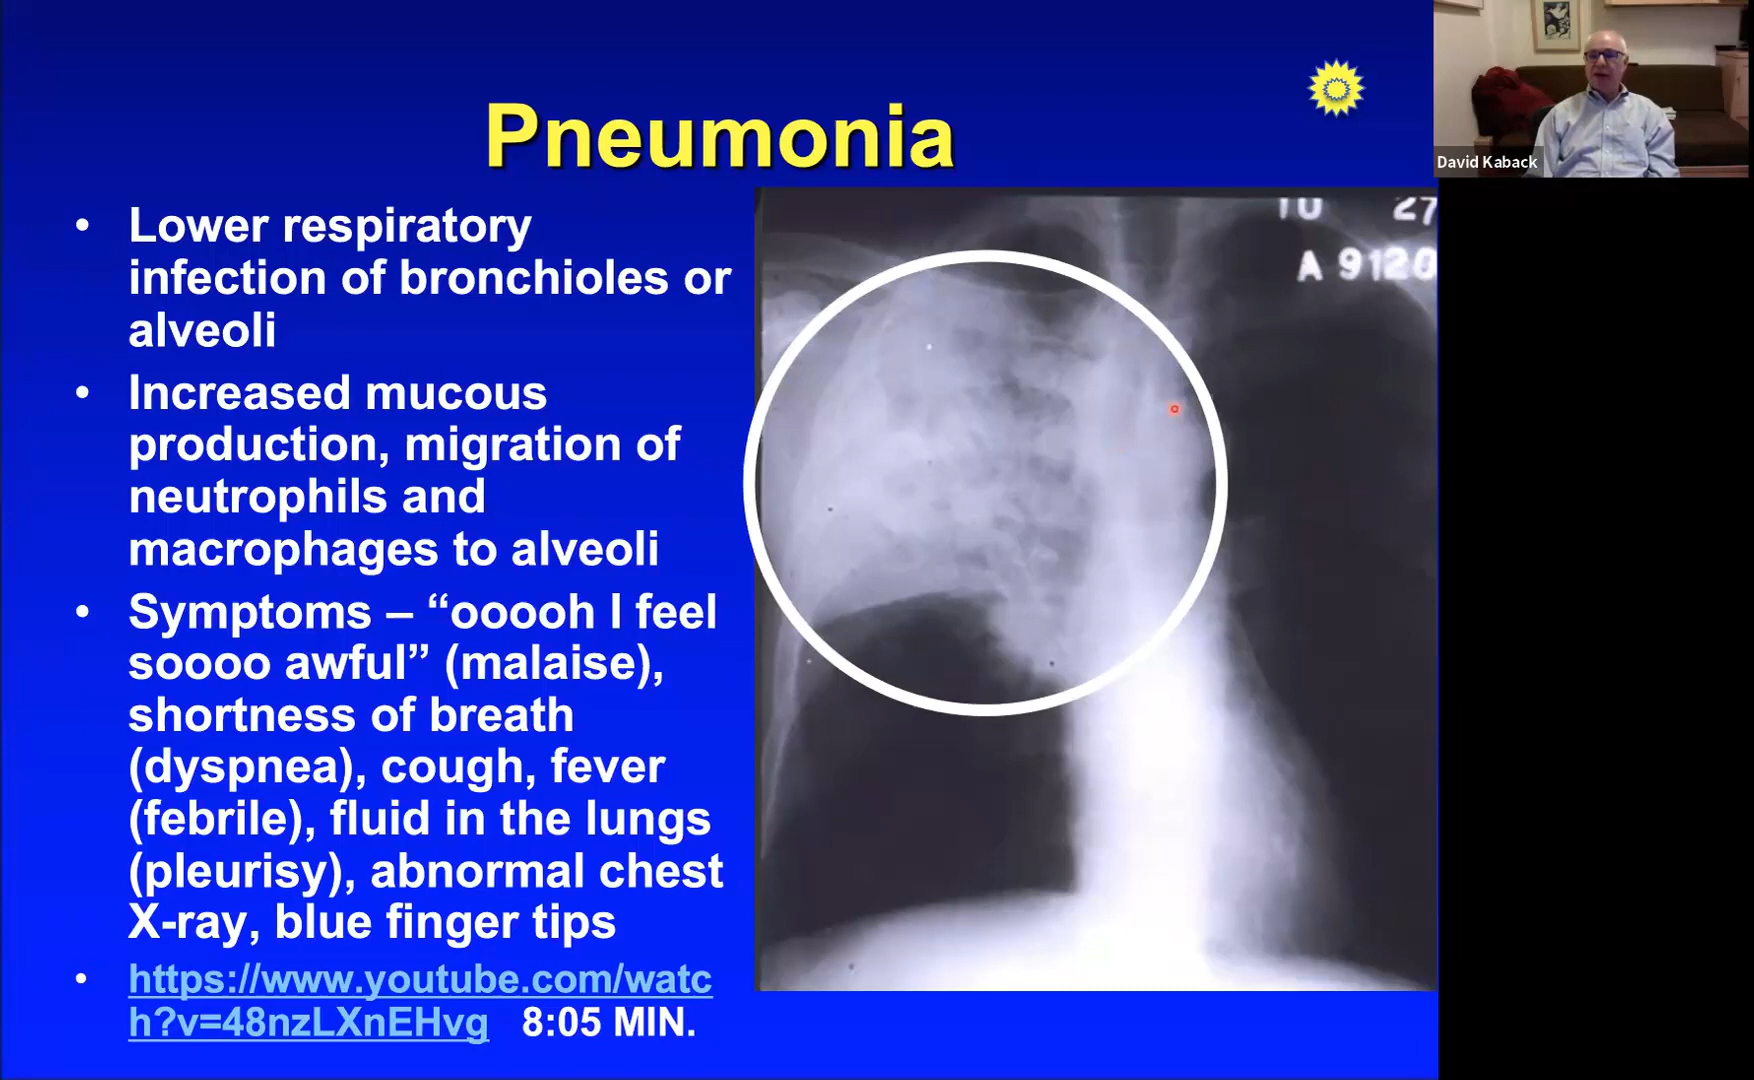 Pneumonia
David Kaback
• Lower respiratory
infection of bronchioles or
alveoli
• Increased mucous
production, migration of
neutrophils and
macrophages to alveoli
• Symptoms – “ooooh I feel
soooo awful” (malaise),
shortness of breath
(dyspnea), cough, fever
(febrile), fluid in the lungs
(pleurisy), abnormal chest
X-ray, blue finger tips
• https://www.youtube.com/watc
h?v=48nzLXnEHvg 8:05 MIN.
27
A 9126